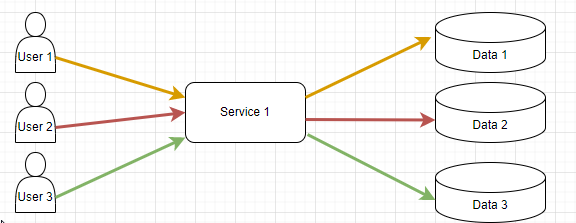 User 1
User 2
User 3
Service 1
Data 1
Data 2
Data 3